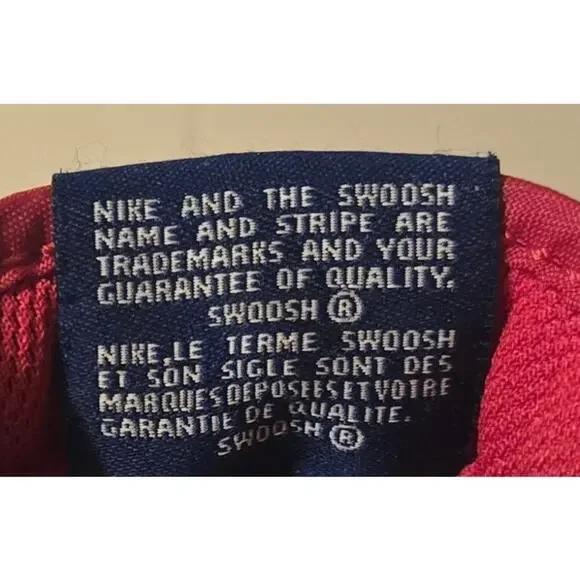 NIKE AND THE SWOOSH
NAME AND STRIPE ARE
TRADEMARKS AND YOUR
GUARANTEE OF QUALITY.
SWOOSH ®
NIKE, LE TERME SWOOSH
ET SON SIGLE SONT DES
MARQUES DEPOSEES ET VOTRE
GARANTIE DE QUALITE.
SWOOSH ®